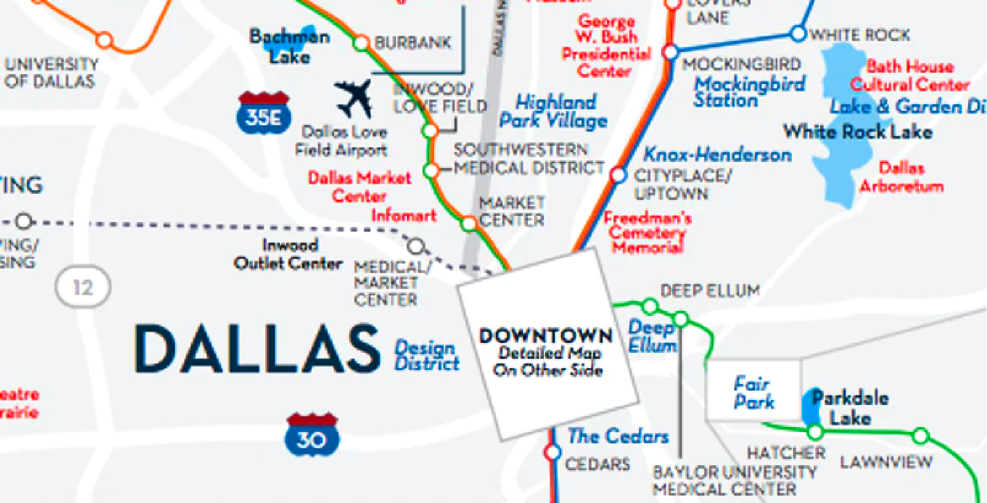 Museum
LOVERS
LANE
DALLAS N
George
W. Bush
Presidential
Center
WHITE ROCK
Bachman
Lake
BURBANK
UNIVERSITY
OF DALLAS
MOCKINGBIRD
Mockingbird
Station
Bath House
Cultural Center
Lake & Garden Di
White Rock Lake
INWOOD/
LOVE FIELD
Highland
Park Village
35E
Dallas Love
Field Airport
SOUTHWESTERN
MEDICAL DISTRICT
Knox-Henderson
CITYPLACE/
UPTOWN
Dallas
Arboretum
Dallas Market
Center
Infomart
MARKET
CENTER
Freedman's
Cemetery
Memorial
ING
VING/
SING
Inwood
Outlet Center
MEDICAL/
MARKET
CENTER
12
DEEP ELLUM
DALLAS
Design
District
DOWNTOWN
Detailed Map
On Other Side
Deep
Ellum
Fair
Park
Parkdale
Lake
eatre
rairie
30
The Cedars
CEDARS
HATCHER
LAWNVIEW
BAYLOR UNIVERSITY
MEDICAL CENTER